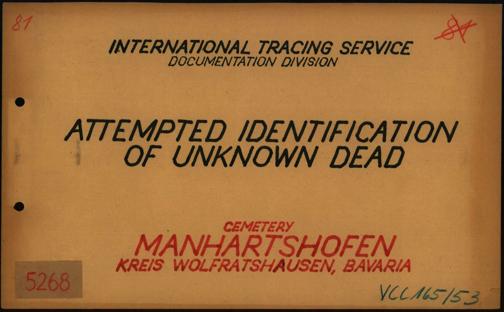 81
84
INTERNATIONAL TRACING SERVICE
DOCUMENTATION DIVISION
ATTEMPTED IDENTIFICATION
OF UNKNOWN DEAD
CEMETERY
MANHARTSHOFEN
KREIS WOLFRATSHAUSEN, BAVARIA
5268
VCC 165/53